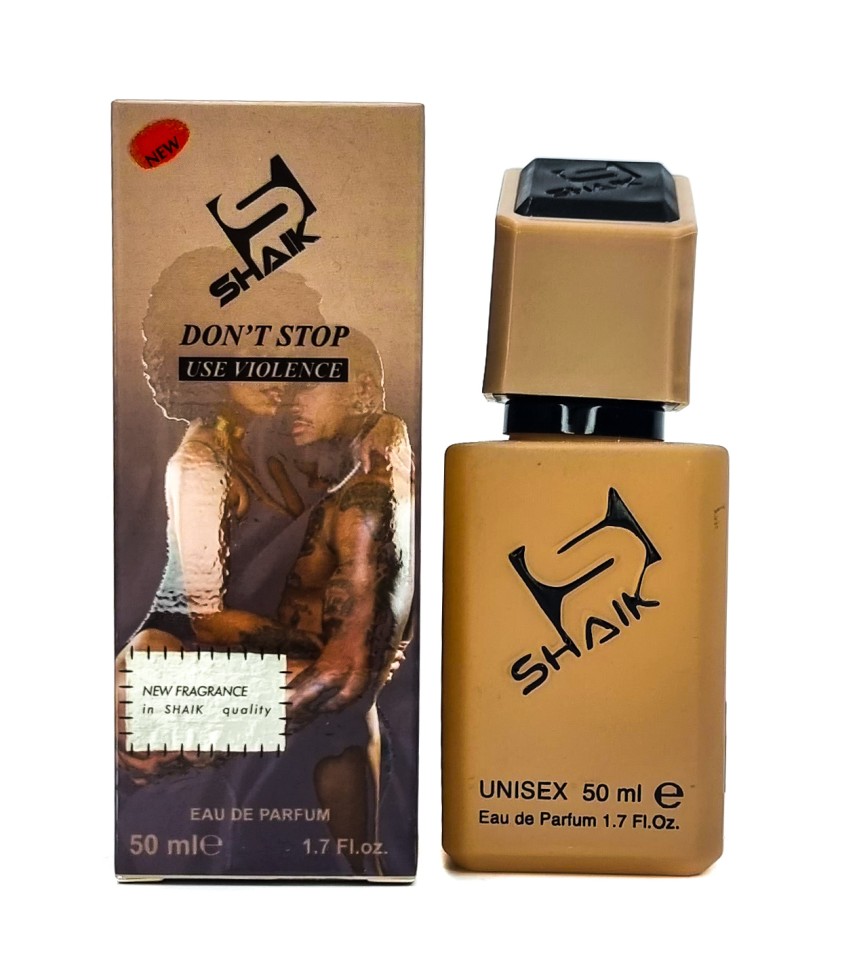 NEW
SHAIK
DON'T STOP
USE VIOLENCE
NEW FRAGRANCE
in SHAIK quality
EAU DE PARFUM
50 ml℮
1.7 Fl.oz.
SHAIK
SHAIK
UNISEX 50 ml ℮
Eau de Parfum 1.7 Fl.Oz.